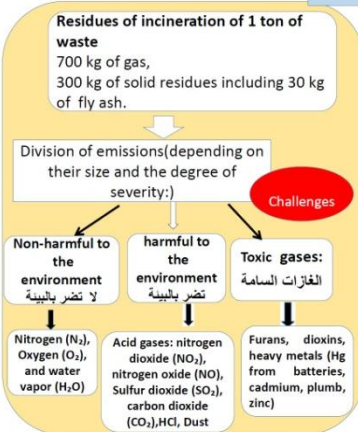 Residues of incineration of 1 ton of
waste
700 kg of gas,
300 kg of solid residues including 30 kg
of fly ash.
Division of emissions(depending on
their size and the degree of
severity:)
Challenges
Non-harmful to
the
environment
لا تضر بالبيئة
harmful to
the
environment
تضر بالبيئة
Toxic gases:
الغازات السامة
Nitrogen (N₂),
Oxygen (O₂),
and water
vapor (H₂O)
Acid gases: nitrogen
dioxide (NO₂),
nitrogen oxide (NO),
Sulfur dioxide (SO₂),
carbon dioxide
(CO₂),HCl, Dust
Furans, dioxins,
heavy metals (Hg
from batteries,
cadmium, plumb,
zinc)